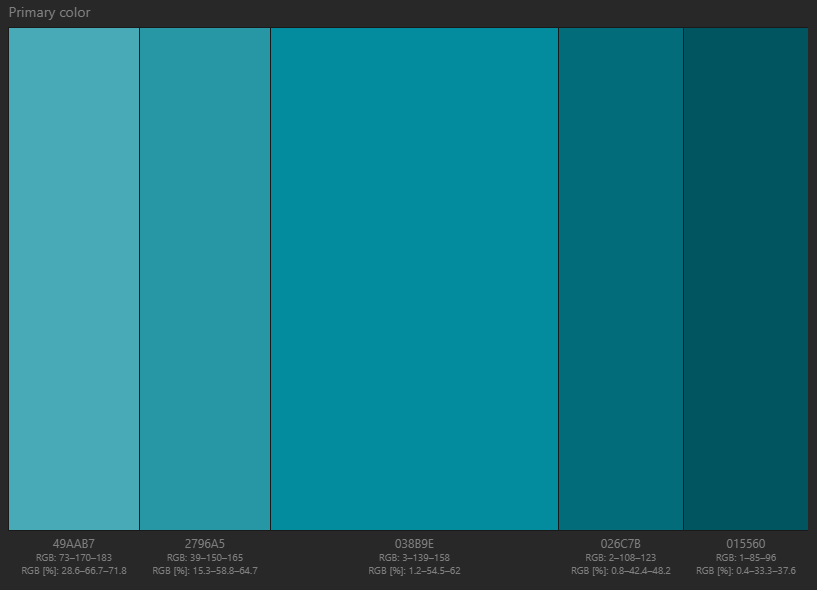 Primary color
49AAB7
RGB: 73–170–183
RGB [%]: 28.6–66.7–71.8
2796A5
RGB: 39–150–165
RGB [%]: 15.3–58.8–64.7
038B9E
RGB: 3–139–158
RGB [%]: 1.2–54.5–62
026C7B
RGB: 2–108–123
RGB [%]: 0.8–42.4–48.2
015560
RGB: 1–85–96
RGB [%]: 0.4–33.3–37.6